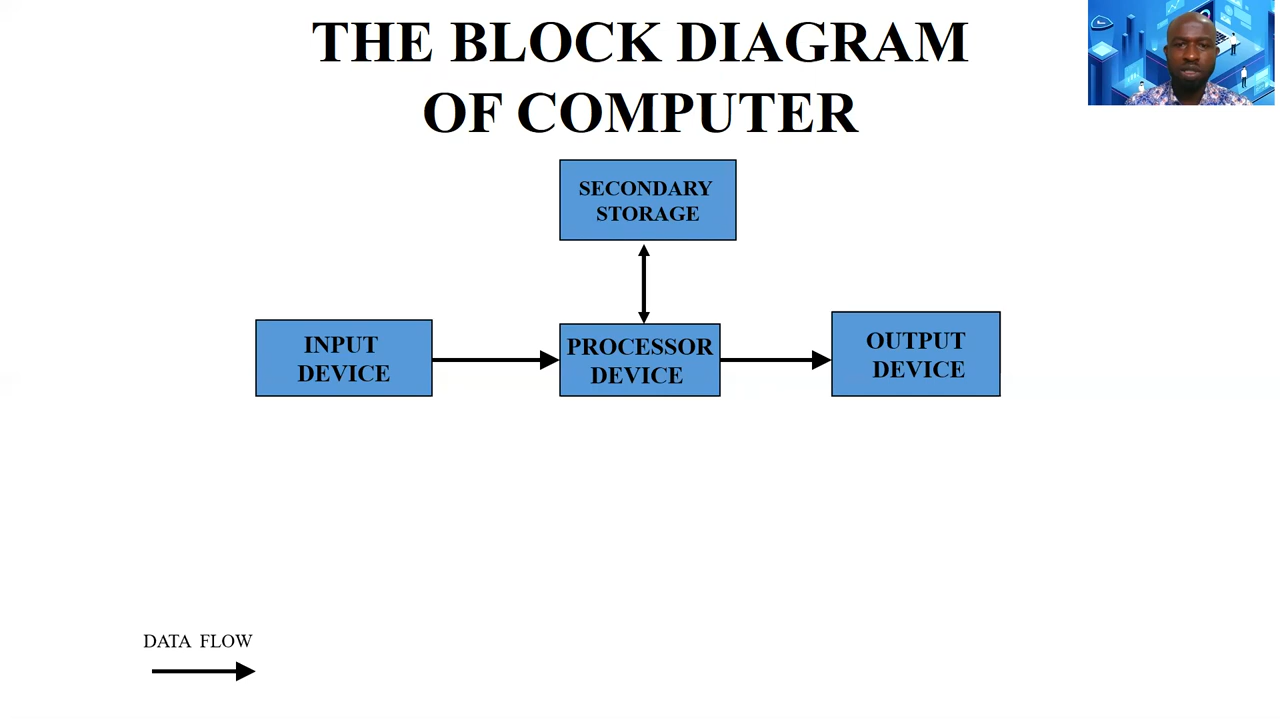 THE BLOCK DIAGRAM
OF COMPUTER
SECONDARY
STORAGE
INPUT
DEVICE
PROCESSOR
DEVICE
OUTPUT
DEVICE
DATA FLOW